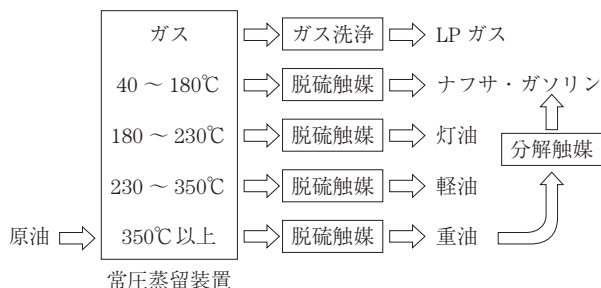 ガス ガス洗浄 LP ガス
40 ~ 180℃ 脱硫触媒 ナフサ・ガソリン
180 ~ 230℃ 脱硫触媒 灯油
分解触媒
230 ~ 350℃ 脱硫触媒 軽油
原油 350℃ 以上 脱硫触媒 重油
常圧蒸留装置